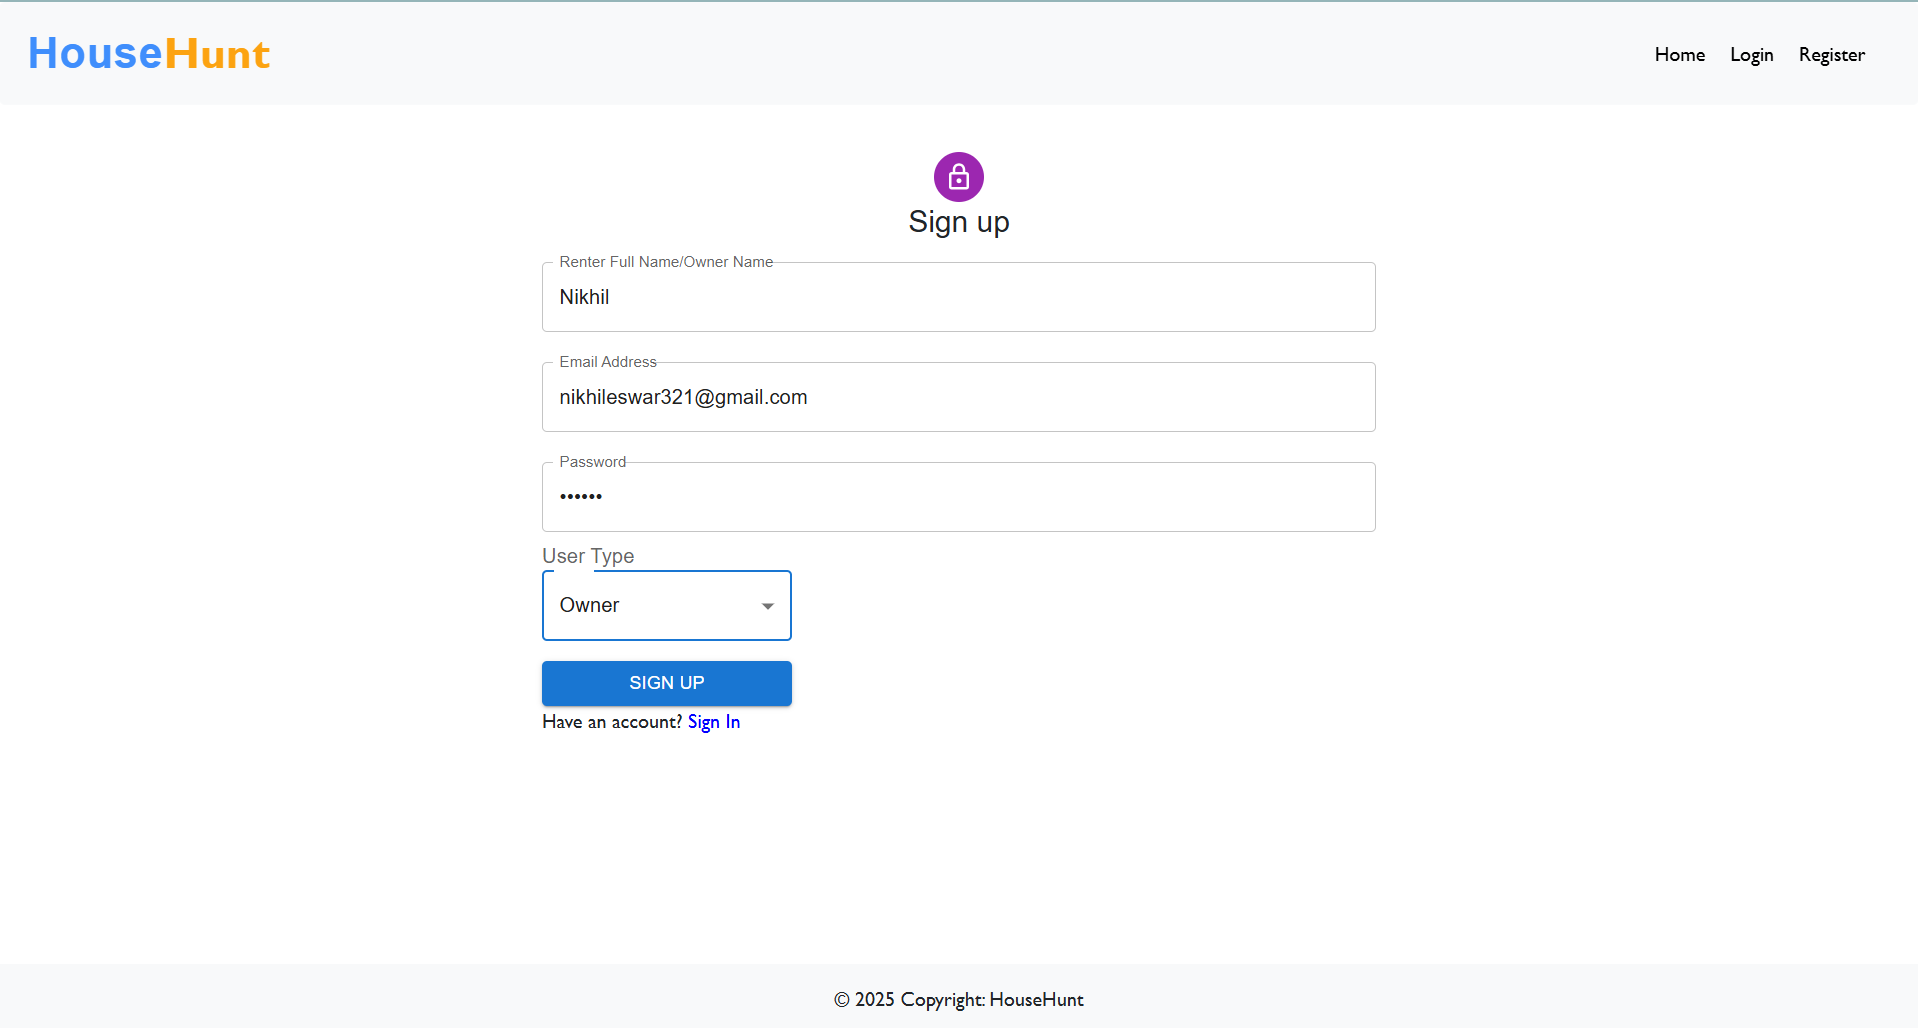 HouseHunt
Home Login Register
Sign up
Renter Full Name/Owner Name
Nikhil
Email Address
nikhileswar321@gmail.com
Password
••••••
User Type
Owner
SIGN UP
Have an account? Sign In
© 2025 Copyright: HouseHunt